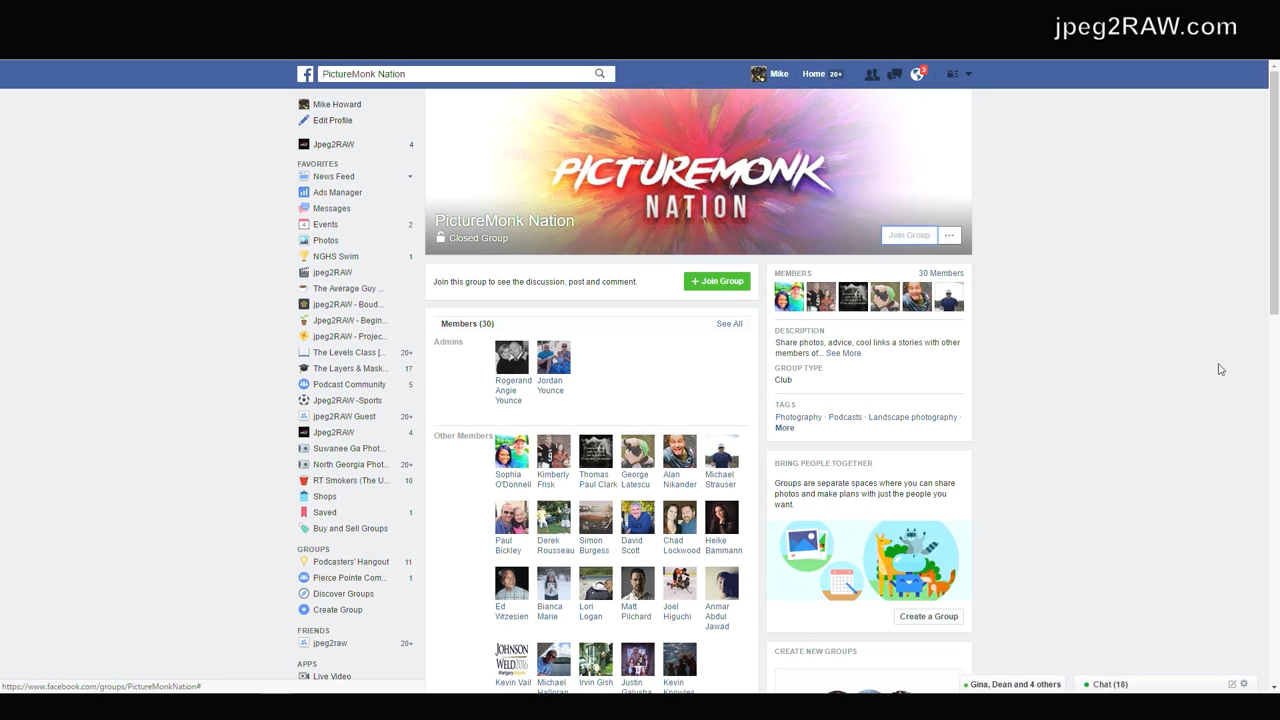 jpeg2RAW.com
PictureMonk Nation
Mike
Home 20+
3
Mike Howard
Edit Profile
Jpeg2RAW 4
FAVORITES
News Feed
Ads Manager
Messages
Events 2
Photos
NGHS Swim 1
jpeg2RAW
The Average Guy ...
jpeg2RAW - Boud...
Jpeg2RAW - Begin...
jpeg2RAW - Projec...
The Levels Class [... 20+
The Layers & Mask... 17
Podcast Community 5
Jpeg2RAW -Sports
jpeg2RAW Guest 20+
Jpeg2RAW 4
Suwanee Ga Phot...
North Georgia Phot... 20+
RT Smokers (The U... 10
Shops
Saved 1
Buy and Sell Groups
GROUPS
Podcasters' Hangout 11
Pierce Pointe Com... 1
Discover Groups
Create Group
FRIENDS
jpeg2raw 20+
APPS
Live Video
https://www.facebook.com/groups/PictureMonkNation#
PICTUREMONK
NATION
PictureMonk Nation
Closed Group
Join Group ...
Join this group to see the discussion, post and comment.
+ Join Group
Members (30) See All
Admins
Rogerand Angie Younce
Jordan Younce
Other Members
Sophia O'Donnell
Kimberly Frisk
Thomas Paul Clark
George Latescu
Alan Nikander
Michael Strauser
Paul Bickley
Derek Rousseau
Simon Burgess
David Scott
Chad Lockwood
Heike Bammann
Ed Wrzesien
Bianca Marie
Lori Logan
Matt Pilchard
Joel Higuchi
Anmar Abdul Jawad
JOHNSON
WELD2016
Kevin Vail
Michael Halloran
Irvin Gish
Justin Galusha
Kevin Knowles
MEMBERS 30 Members
DESCRIPTION
Share photos, advice, cool links a stories with other
members of... See More
GROUP TYPE
Club
TAGS
Photography · Podcasts · Landscape photography ·
More
BRING PEOPLE TOGETHER
Groups are separate spaces where you can share
photos and make plans with just the people you
want.
Create a Group
CREATE NEW GROUPS
Gina, Dean and 4 others
Chat (18)